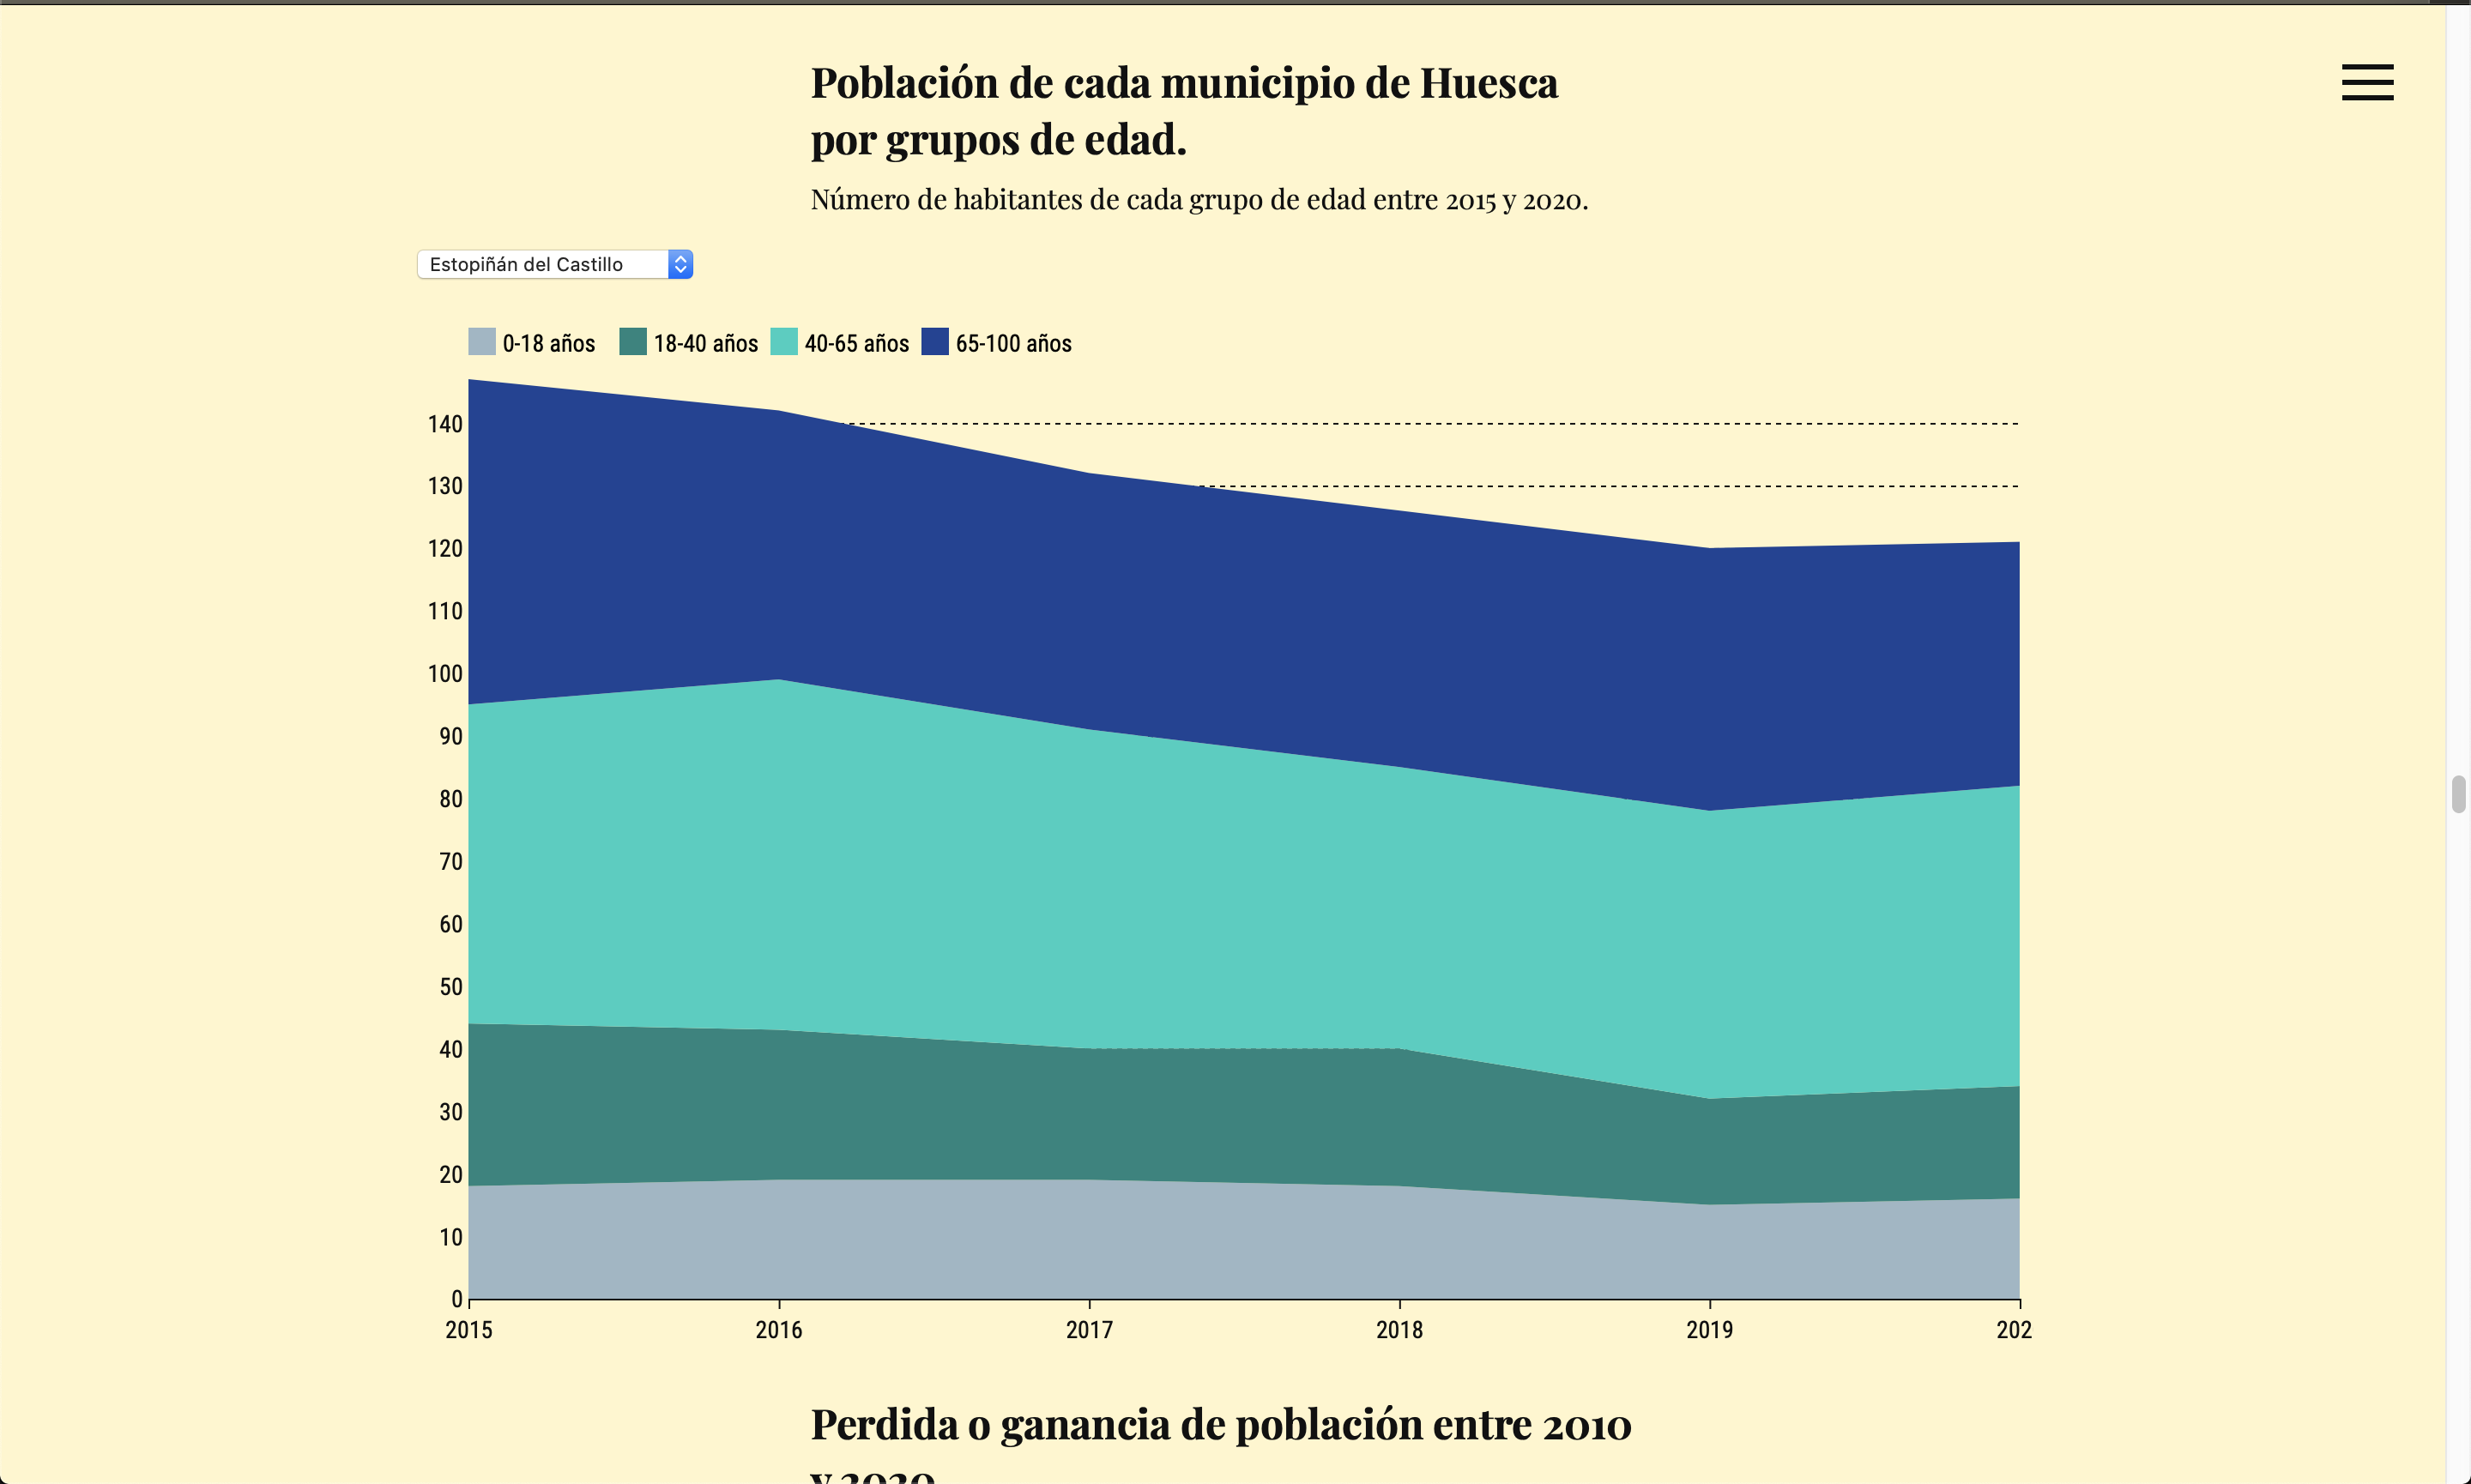 Población de cada municipio de Huesca
por grupos de edad.
Número de habitantes de cada grupo de edad entre 2015 y 2020.
Estopiñán del Castillo
0-18 años 18-40 años 40-65 años 65-100 años
140
130
120
110
100
90
80
70
60
50
40
30
20
10
0
2015 2016 2017 2018 2019 202
Perdida o ganancia de población entre 2010
y 2020